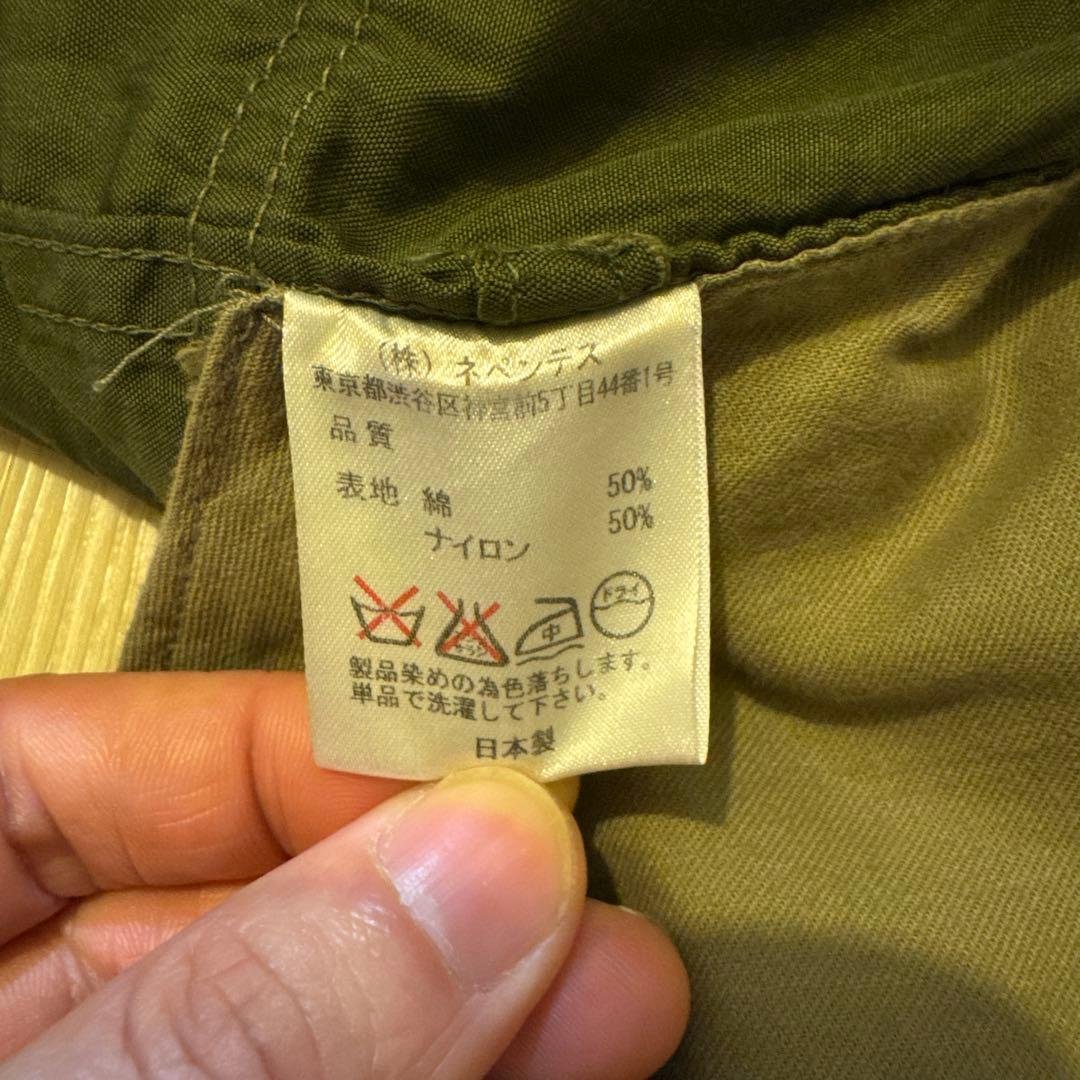 (株) ネペンテス
東京都渋谷区神宮前5丁目44番1号
品質
表地 綿 50%
ナイロン 50%
中 ドライ
製品染めの為色落ちします。
単品で洗濯して下さい。
日本製